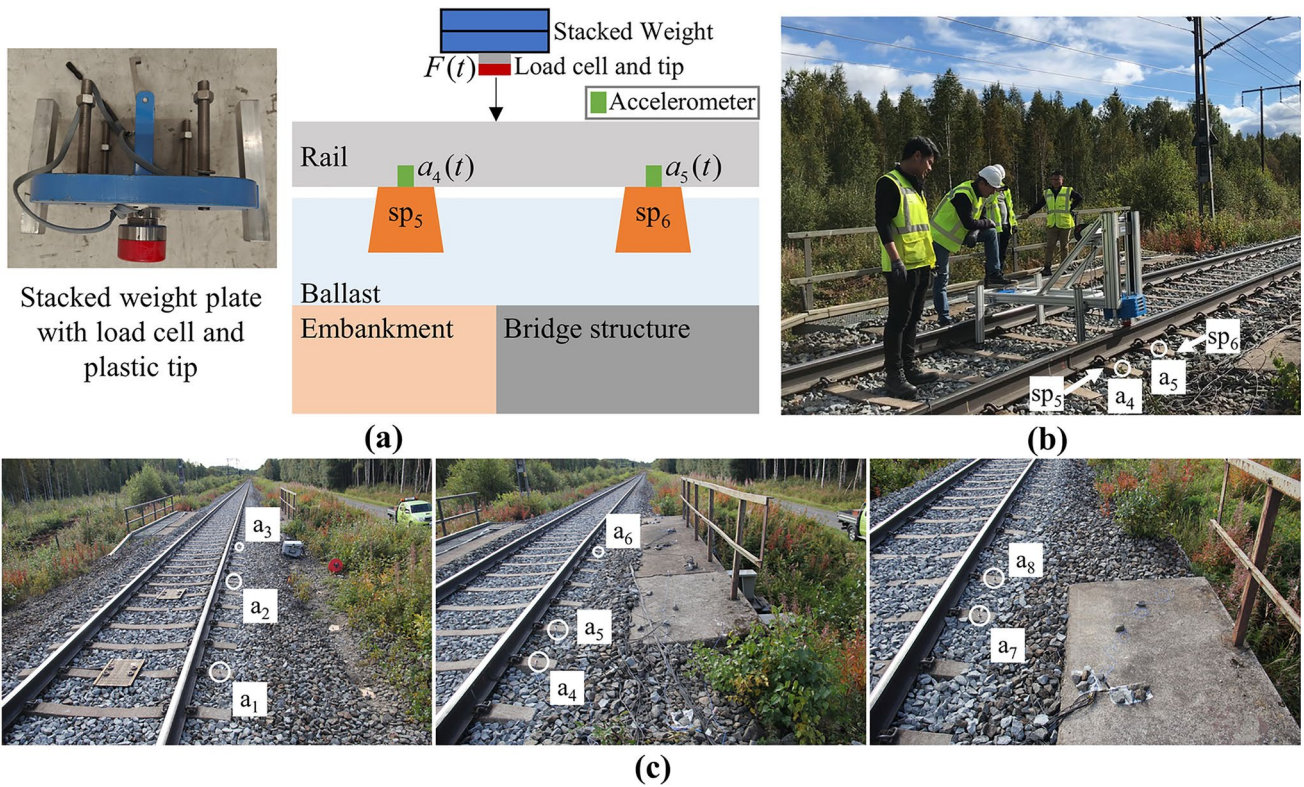 Stacked Weight
F(t)
Load cell and tip
Accelerometer
Rail
a₄(t)
a₅(t)
sp₅
sp₆
Ballast
Embankment
Bridge structure
Stacked weight plate
with load cell and
plastic tip
(a)
sp₆
sp₅
a₄
a₅
(b)
a₃
a₂
a₁
a₆
a₅
a₄
a₈
a₇
(c)